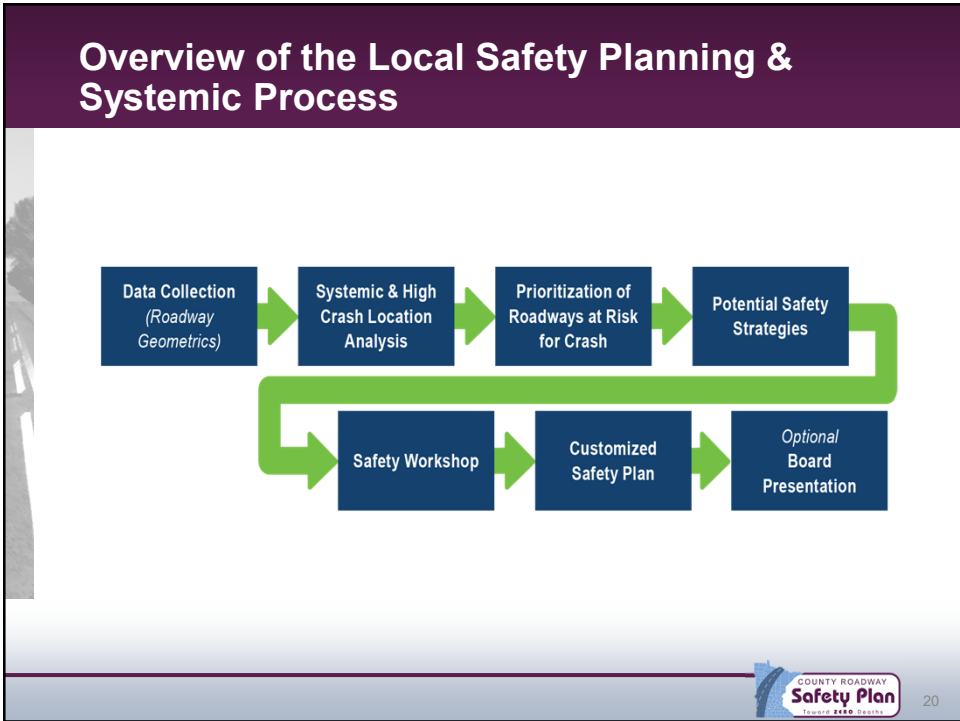 Overview of the Local Safety Planning &
Systemic Process
Data Collection
(Roadway
Geometrics)
Systemic & High
Crash Location
Analysis
Prioritization of
Roadways at Risk
for Crash
Potential Safety
Strategies
Safety Workshop
Customized
Safety Plan
Optional
Board
Presentation
COUNTY ROADWAY
Safety Plan
Toward ZERO Deaths
20